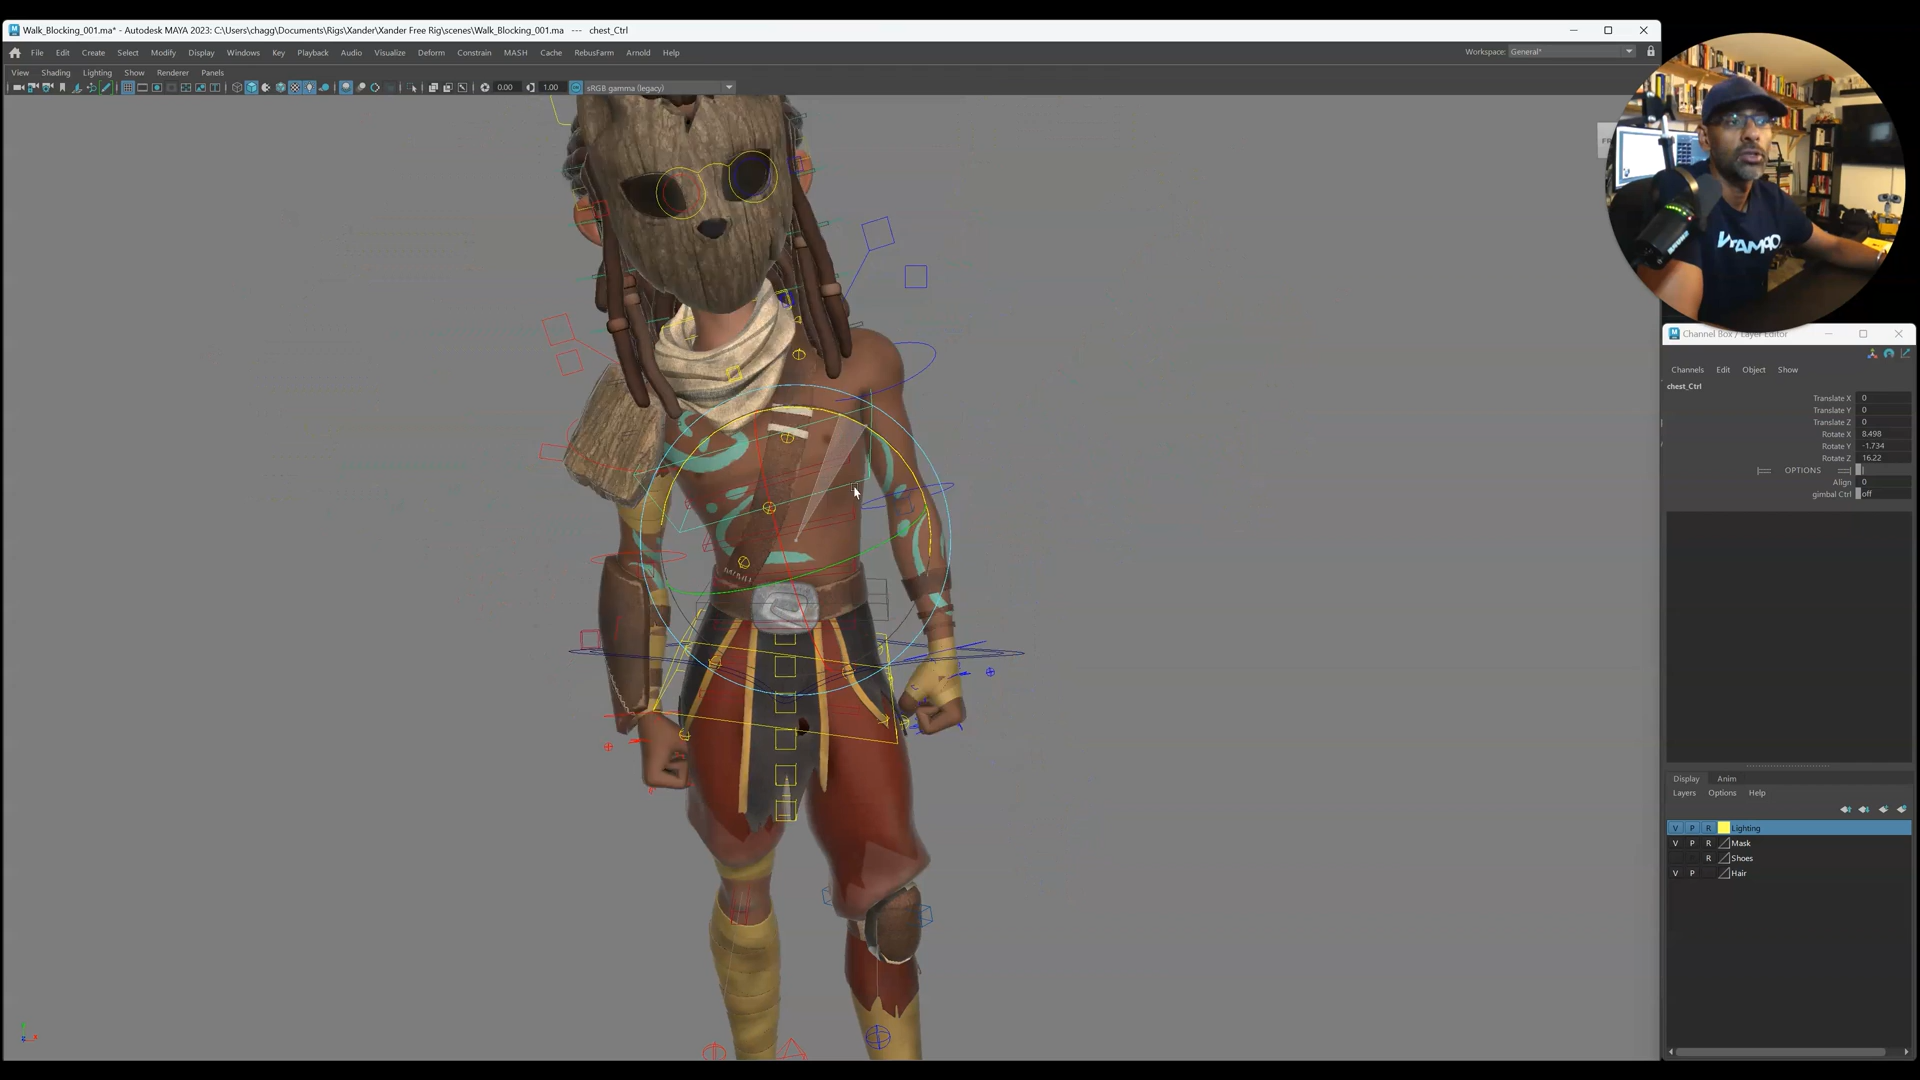 Walk_Blocking_001.ma* - Autodesk MAYA 2023: C:\Users\chagg\Documents\Rigs\Xander\Xander Free Rig\scenes\Walk_Blocking_001.ma --- chest_Ctrl
File Edit Create Select Modify Display Windows Key Playback Audio Visualize Deform Constrain MASH Cache RebusFarm Arnold Help
Workspace: General*
View Shading Lighting Show Renderer Panels
0.00 1.00 sRGB gamma (legacy)
Channel Box / Layer Editor
Channels Edit Object Show
chest_Ctrl
Translate X 0
Translate Y 0
Translate Z 0
Rotate X 8.498
Rotate Y -1.734
Rotate Z 16.22
OPTIONS
Align 0
gimbal Ctrl off
Display Anim
Layers Options Help
V P R Lighting
V P R Mask
R Shoes
V P Hair